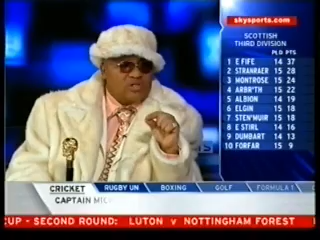 skysports.com
SCOTTISH
THIRD DIVISION
PLD PTS
1 E FIFE 14 37
2 STRANRAER 15 28
3 MONTROSE 15 24
4 ARBR'TH 15 22
5 ALBION 14 19
6 ELGIN 15 18
7 STEN'MUIR 15 18
8 E STIRL 14 16
9 DUMBART 14 13
10 FORFAR 15 9
CRICKET RUGBY UN BOXING GOLF FORMULA 1
CAPTAIN MIC
CUP - SECOND ROUND: LUTON v NOTTINGHAM FOREST